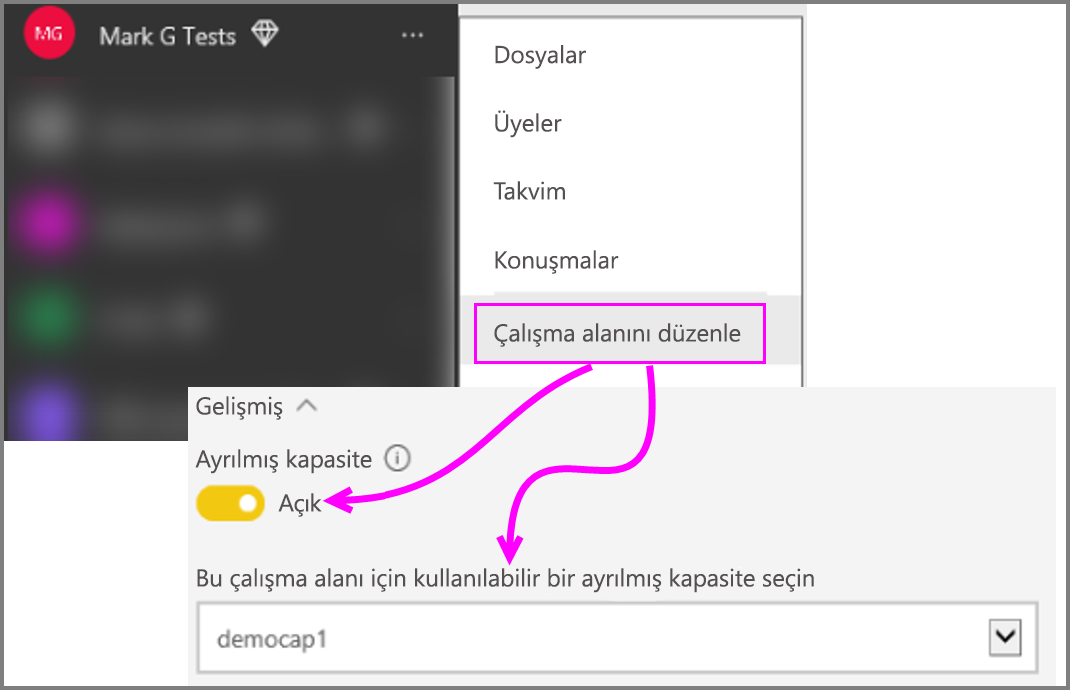 MG Mark G Tests ...
Dosyalar
Üyeler
Takvim
Konuşmalar
Çalışma alanını düzenle
Gelişmiş
Ayrılmış kapasite
Açık
Bu çalışma alanı için kullanılabilir bir ayrılmış kapasite seçin
democap1